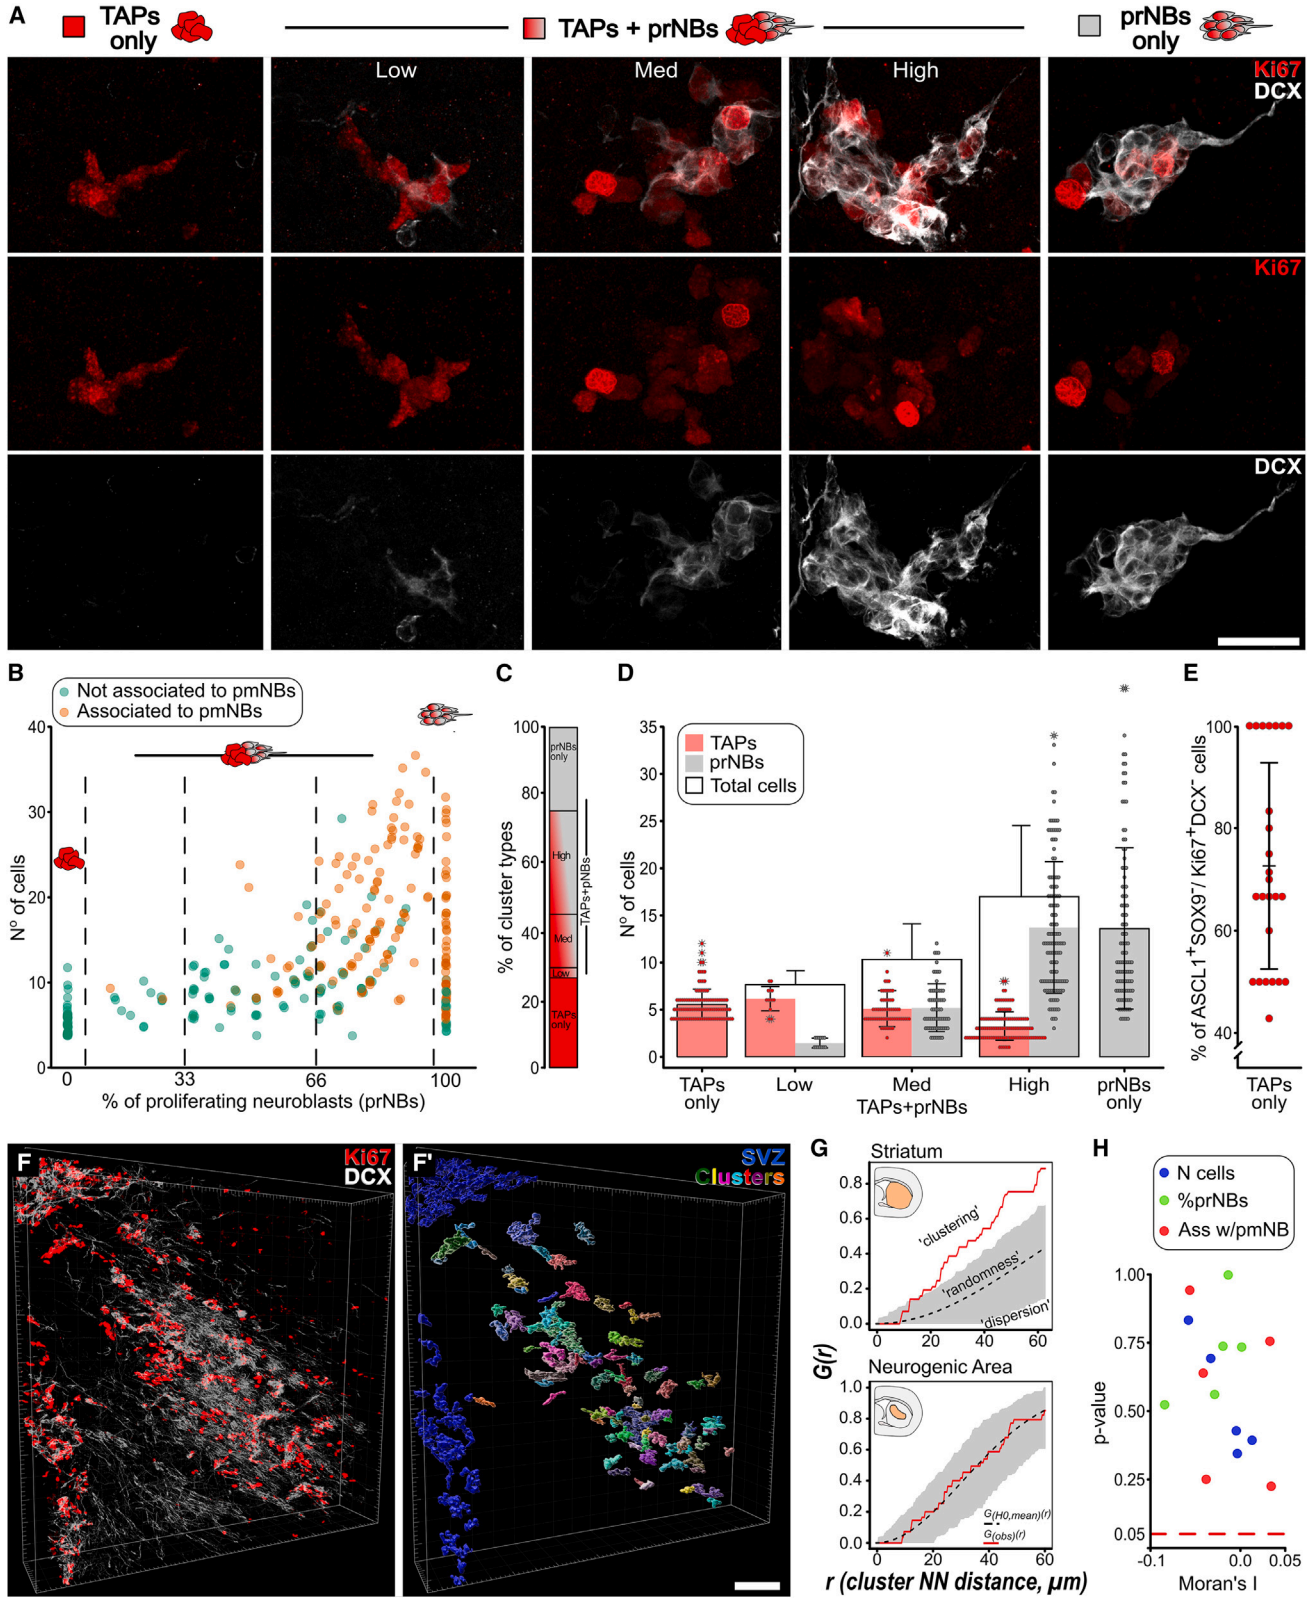 A
TAPs only
TAPs + prNBs
prNBs only
Low
Med
High
Ki67
DCX
Ki67
DCX
B
Not associated to pmNBs
Associated to pmNBs
40
30
20
10
0
Nº of cells
0
33
66
100
% of proliferating neuroblasts (prNBs)
C
100
80
60
40
20
0
% of cluster types
prNBs only
High
Med
Low
TAPs only
TAPs+pNBs
D
TAPs
prNBs
Total cells
35
30
25
20
15
10
5
0
Nº of cells
TAPs only
Low
Med
High
prNBs only
TAPs+prNBs
E
100
80
60
40
% of ASCL1+SOX9-/ Ki67+DCX- cells
TAPs only
F
Ki67
DCX
F'
SVZ
Clusters
G
Striatum
0.8
0.6
0.4
0.2
0.0
'clustering'
'randomness'
'dispersion'
0
20
40
60
Neurogenic Area
1.0
0.8
0.6
0.4
0.2
0.0
G(H0,mean)(r)
G(obs)(r)
0
20
40
60
G(r)
r (cluster NN distance, µm)
H
N cells
%prNBs
Ass w/pmNB
1.00
0.75
0.50
0.25
0.05
p-value
-0.1
0.0
0.05
Moran's I